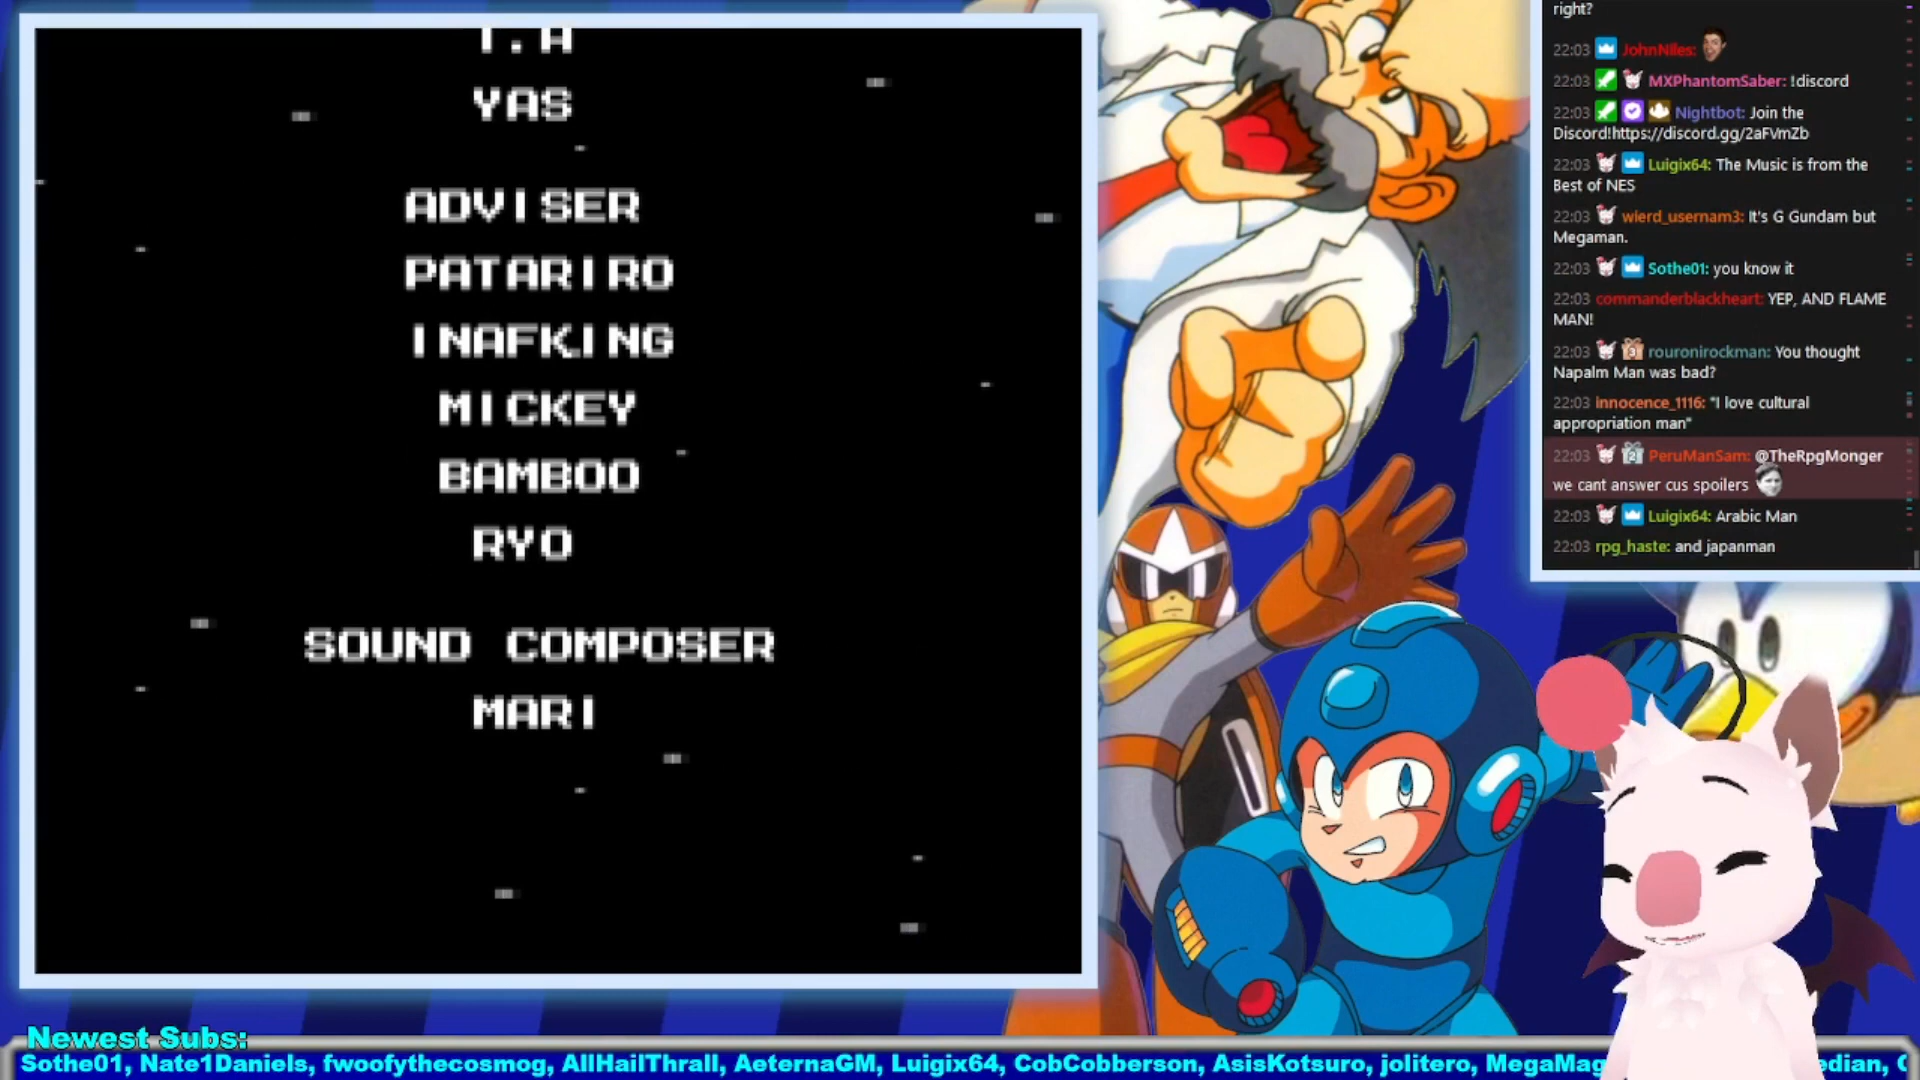 T.A
YAS
ADVISER
PATARIRO
INAFKING
MICKEY
BAMBOO
RYO
SOUND COMPOSER
MARI
right?
22:03 JohnNiles:
22:03 MXPhantomSaber: !discord
22:03 Nightbot: Join the
Discord!https://discord.gg/2aFVmZb
22:03 Luigix64: The Music is from the
Best of NES
22:03 wierd_usernam3: It's G Gundam but
Megaman.
22:03 Sothe01: you know it
22:03 commanderblackheart: YEP, AND FLAME
MAN!
22:03 rouronirockman: You thought
Napalm Man was bad?
22:03 innocence_1116: "I love cultural
appropriation man"
22:03 PeruManSam: @TheRpgMonger
we cant answer cus spoilers
22:03 Luigix64: Arabic Man
22:03 rpg_haste: and japanman
Newest Subs:
Sothe01, Nate1Daniels, fwoofythecosmog, AllHailThrall, AeternaGM, Luigix64, CobCobberson, AsisKotsuro, jolitero, MegaMag edian,